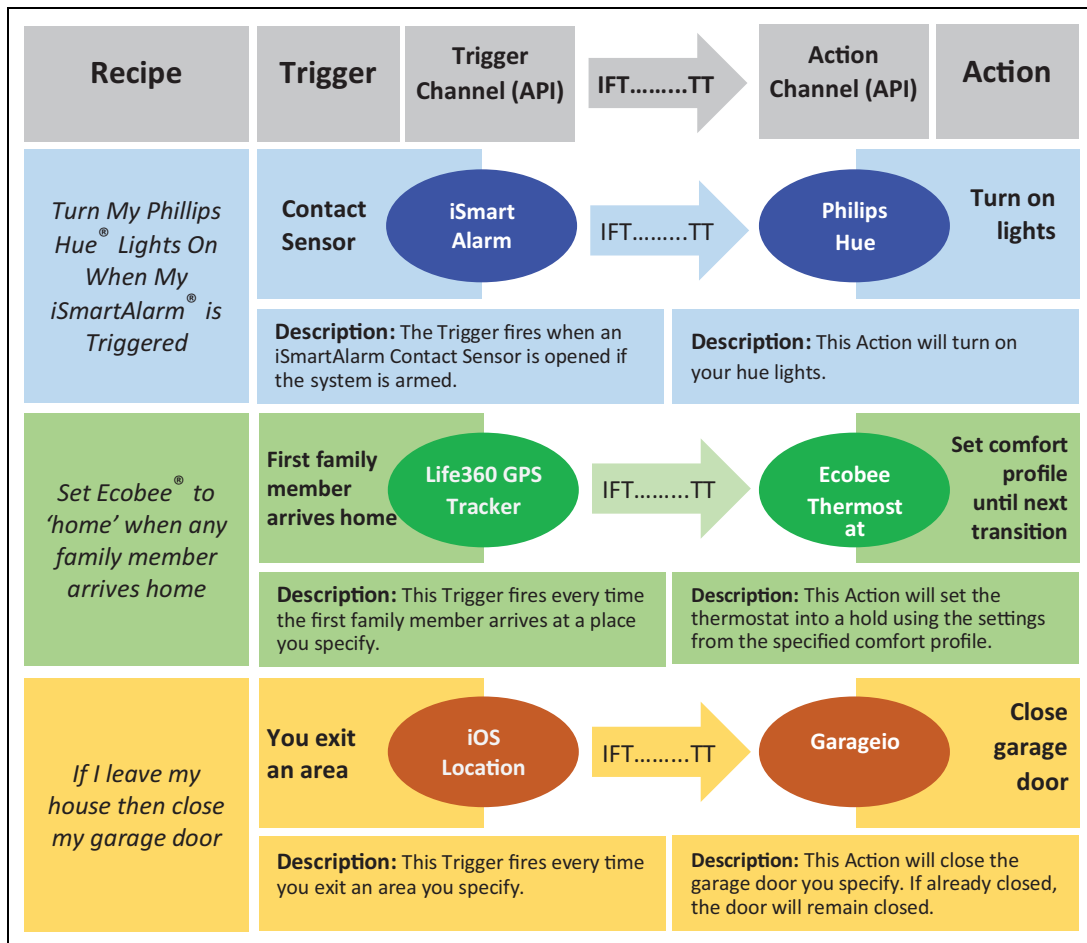 Recipe
Trigger
Trigger
Channel (API)
IFT.........TT
Action
Channel (API)
Action
Turn My Phillips
Hue® Lights On
When My
iSmartAlarm® is
Triggered
Contact
Sensor
iSmart
Alarm
IFT.........TT
Philips
Hue
Turn on
lights
Description: The Trigger fires when an
iSmartAlarm Contact Sensor is opened if
the system is armed.
Description: This Action will turn on
your hue lights.
Set Ecobee® to
‘home’ when any
family member
arrives home
First family
member
arrives home
Life360 GPS
Tracker
IFT.........TT
Ecobee
Thermost
at
Set comfort
profile
until next
transition
Description: This Trigger fires every time
the first family member arrives at a place
you specify.
Description: This Action will set the
thermostat into a hold using the settings
from the specified comfort profile.
If I leave my
house then close
my garage door
You exit
an area
iOS
Location
IFT.........TT
Garageio
Close
garage
door
Description: This Trigger fires every time
you exit an area you specify.
Description: This Action will close the
garage door you specify. If already closed,
the door will remain closed.